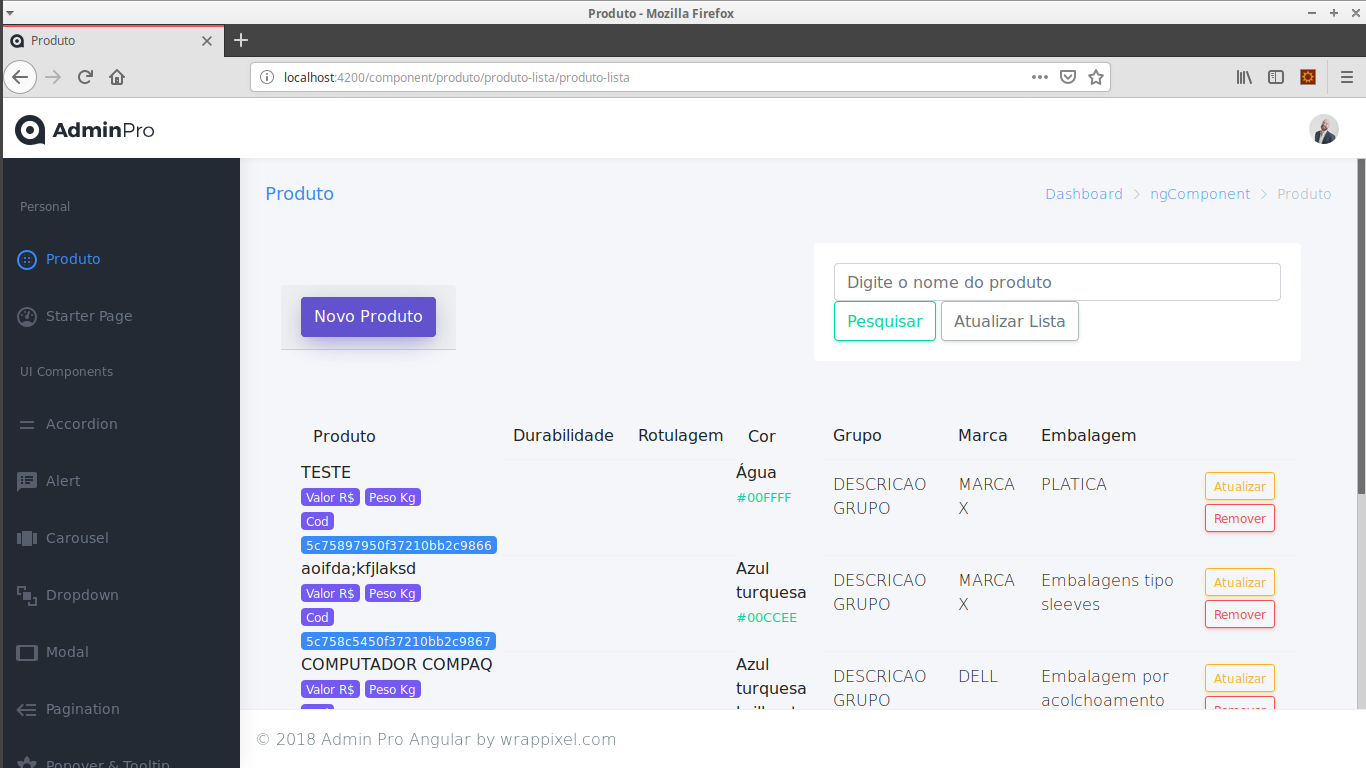 Produto - Mozilla Firefox
Produto
localhost:4200/component/produto/produto-lista/produto-lista
AdminPro
Personal
Produto
Starter Page
UI Components
Accordion
Alert
Carousel
Dropdown
Modal
Pagination
Popover & Tooltip
Produto
Dashboard > ngComponent > Produto
Novo Produto
Digite o nome do produto
Pesquisar Atualizar Lista
Produto Durabilidade Rotulagem Cor Grupo Marca Embalagem
TESTE
Valor R$ Peso Kg
Cod
5c75897950f37210bb2c9866
Água
#00FFFF
DESCRICAO
GRUPO
MARCA
X
PLATICA
Atualizar
Remover
aoifda;kfjlaksd
Valor R$ Peso Kg
Cod
5c758c5450f37210bb2c9867
Azul
turquesa
#00CCEE
DESCRICAO
GRUPO
MARCA
X
Embalagens tipo
sleeves
Atualizar
Remover
COMPUTADOR COMPAQ
Valor R$ Peso Kg
Azul
turquesa
DESCRICAO
GRUPO
DELL
Embalagem por
acolchoamento
Atualizar
Remover
© 2018 Admin Pro Angular by wrappixel.com